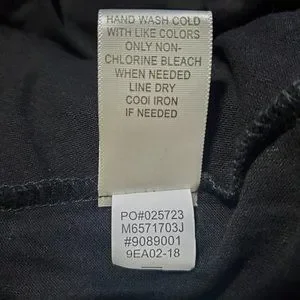 HAND WASH COLD
WITH LIKE COLORS
ONLY NON-
CHLORINE BLEACH
WHEN NEEDED
LINE DRY
COOL IRON
IF NEEDED
PO#025723
M6571703J
#9089001
9EA02-18